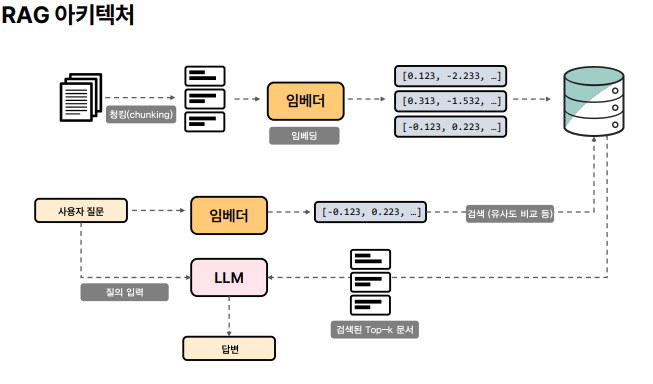 RAG 아키텍처
청킹(chunking)
임베더
임베딩
[0.123, -2.233, …]
[0.313, -1.532, …]
[-0.123, 0.223, …]
사용자 질문
임베더
[-0.123, 0.223, …]
검색 (유사도 비교 등)
LLM
질의 입력
검색된 Top-k 문서
답변